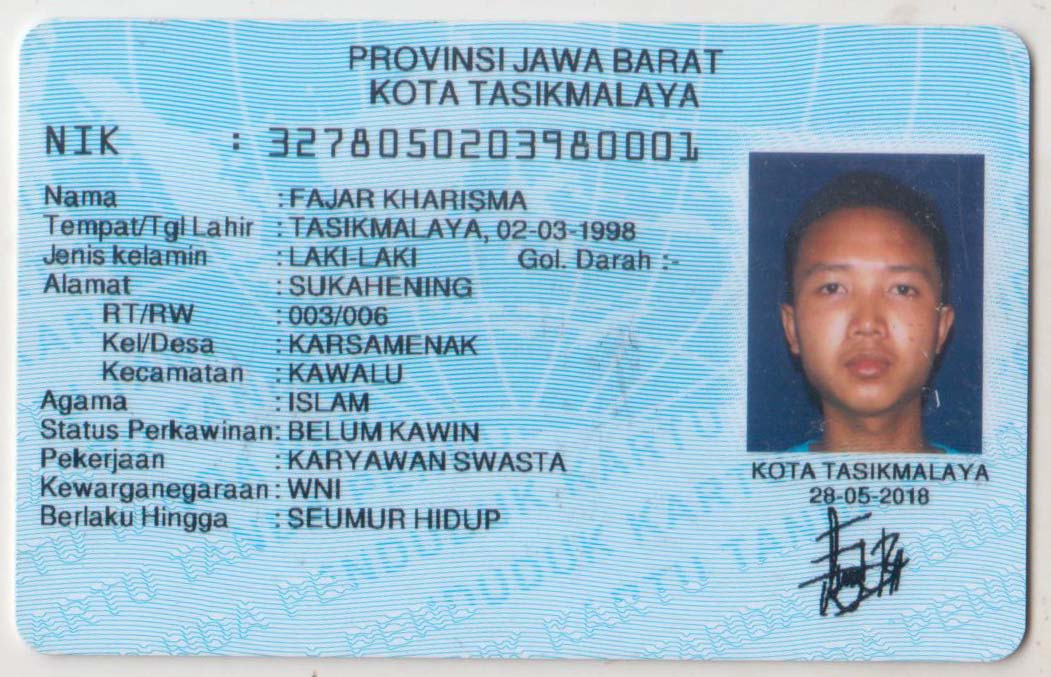 PROVINSI JAWA BARAT
KOTA TASIKMALAYA
NIK : 3278050203980001
Nama : FAJAR KHARISMA
Tempat/Tgl Lahir : TASIKMALAYA, 02-03-1998
Jenis kelamin : LAKI-LAKI Gol. Darah :-
Alamat : SUKAHENING
RT/RW : 003/006
Kel/Desa : KARSAMENAK
Kecamatan : KAWALU
Agama : ISLAM
Status Perkawinan: BELUM KAWIN
Pekerjaan : KARYAWAN SWASTA
Kewarganegaraan : WNI
Berlaku Hingga : SEUMUR HIDUP
KOTA TASIKMALAYA
28-05-2018